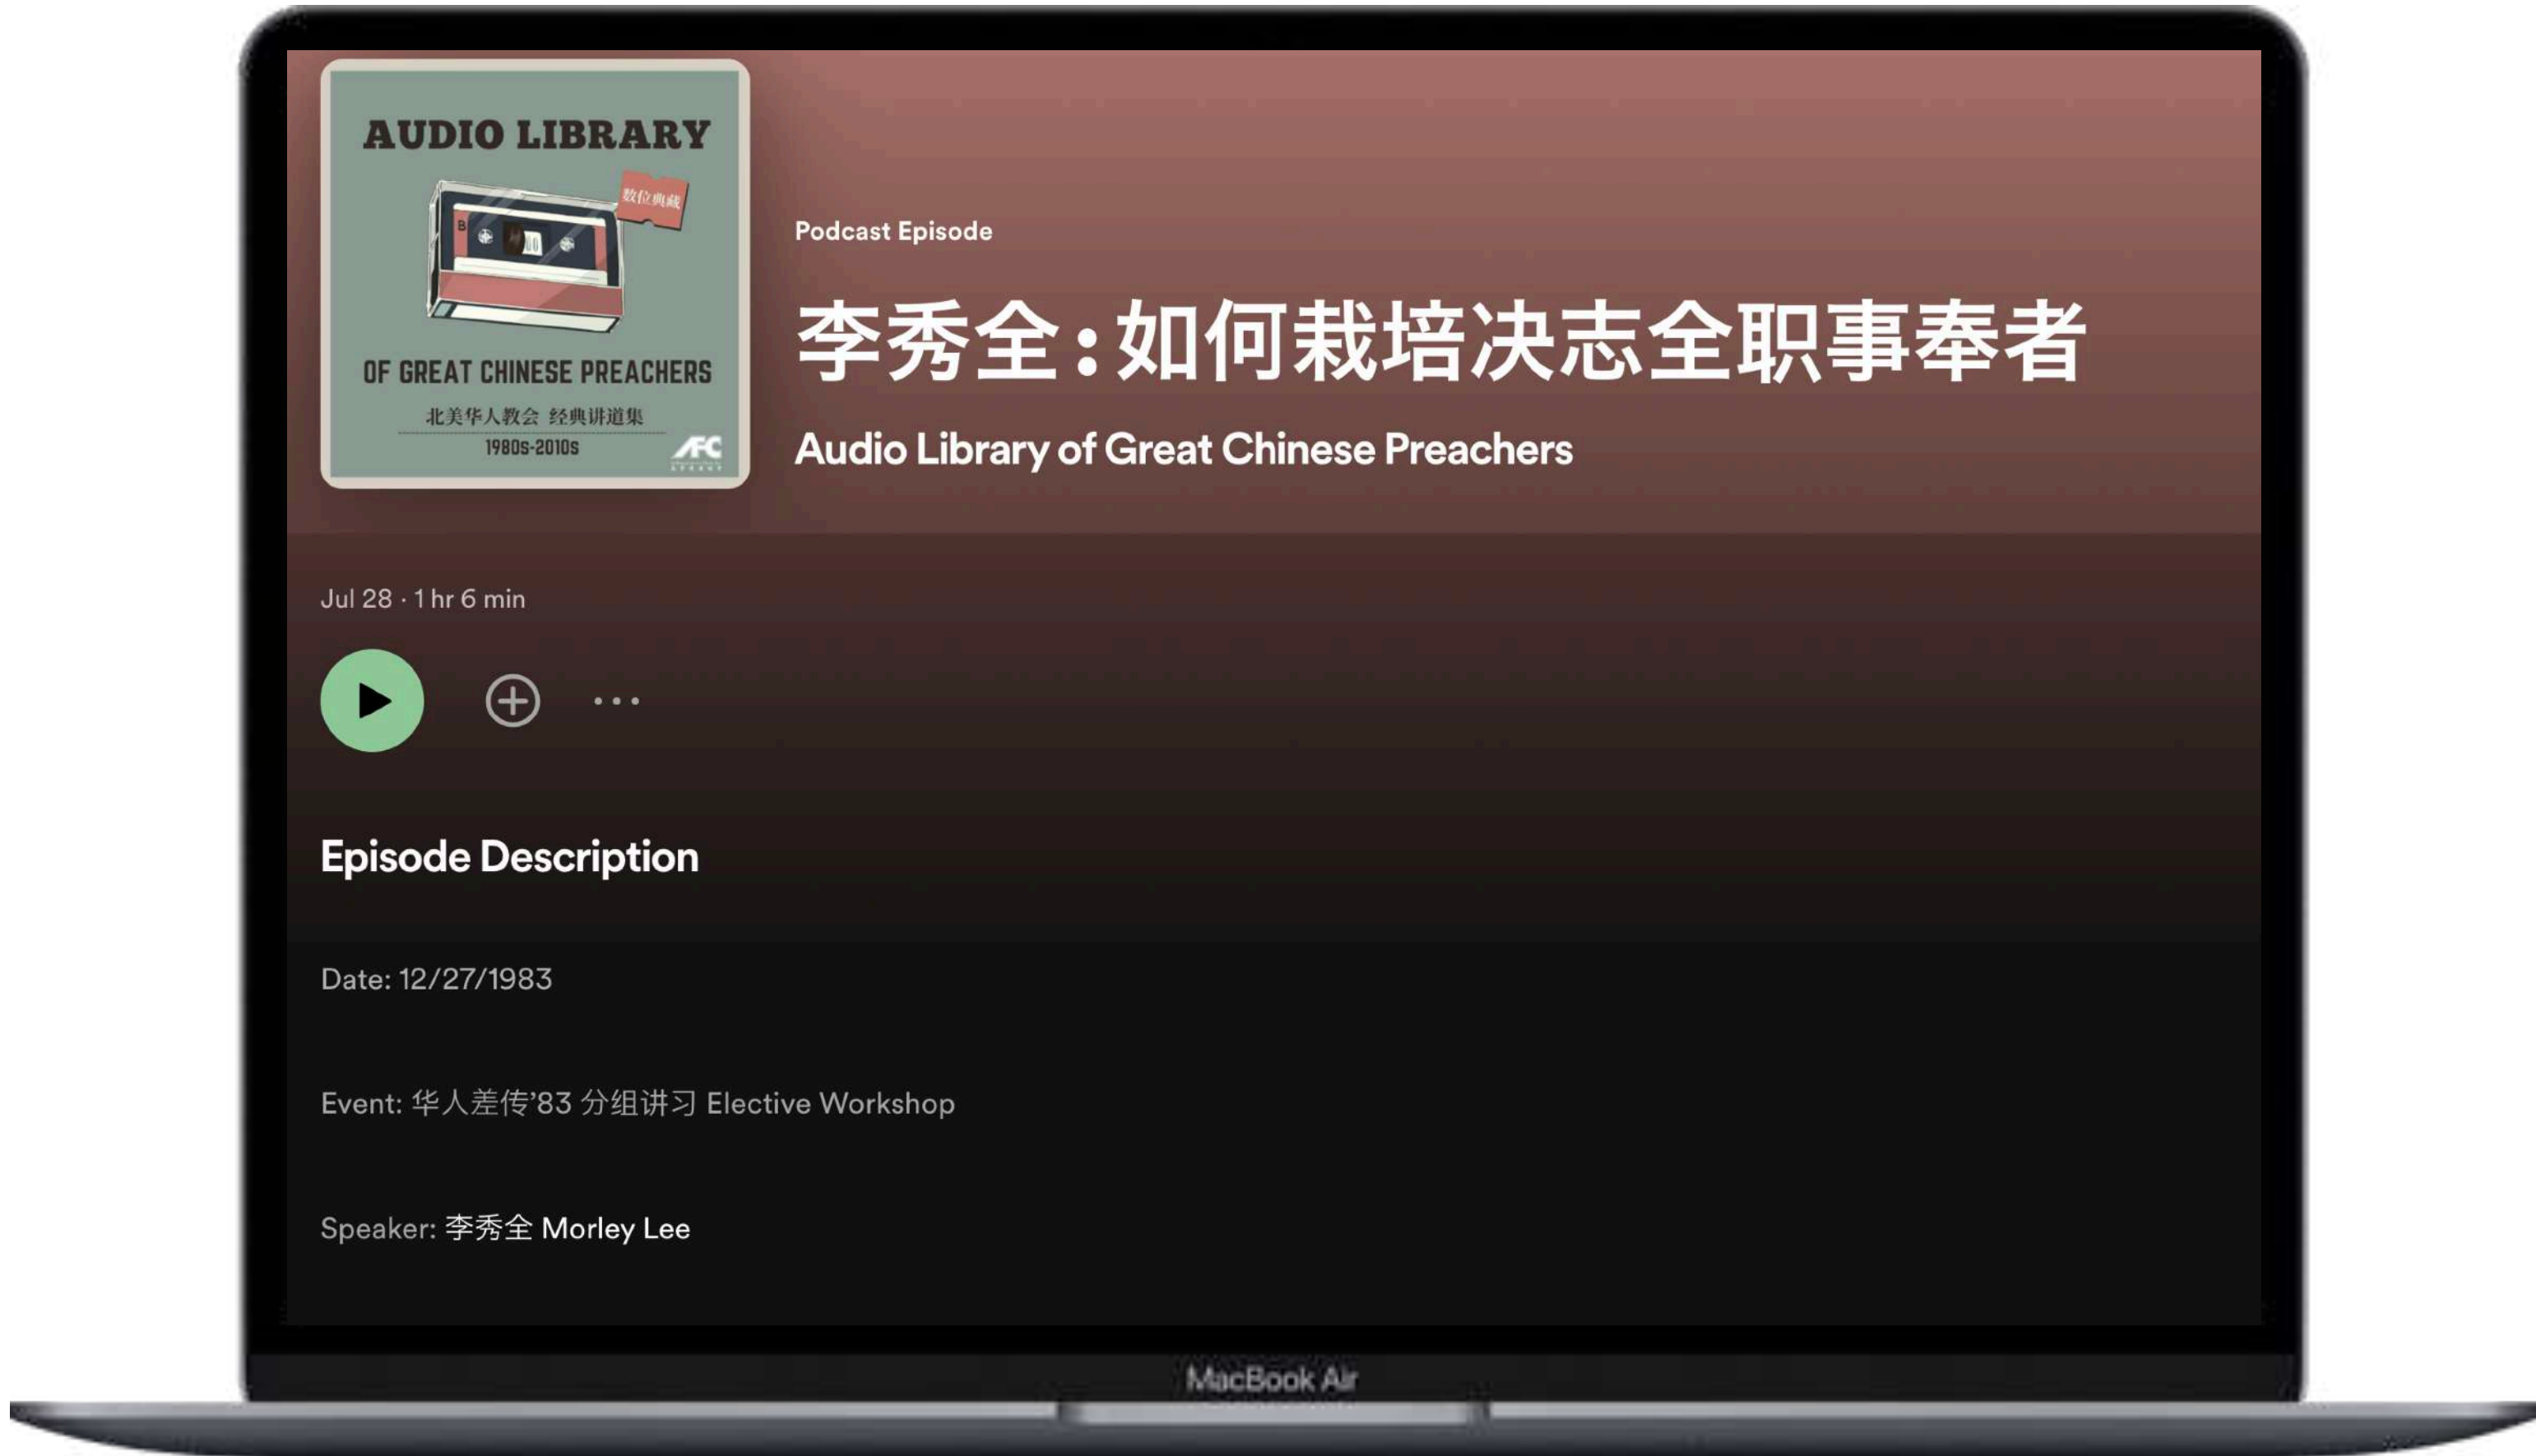 AUDIO LIBRARY
数位典藏
B
OF GREAT CHINESE PREACHERS
北美华人教会 经典讲道集
1980s-2010s
AFC
Podcast Episode
李秀全:如何栽培决志全职事奉者
Audio Library of Great Chinese Preachers
Jul 28 · 1 hr 6 min
Episode Description
Date: 12/27/1983
Event: 华人差传’83 分组讲习 Elective Workshop
Speaker: 李秀全 Morley Lee
MacBook Air